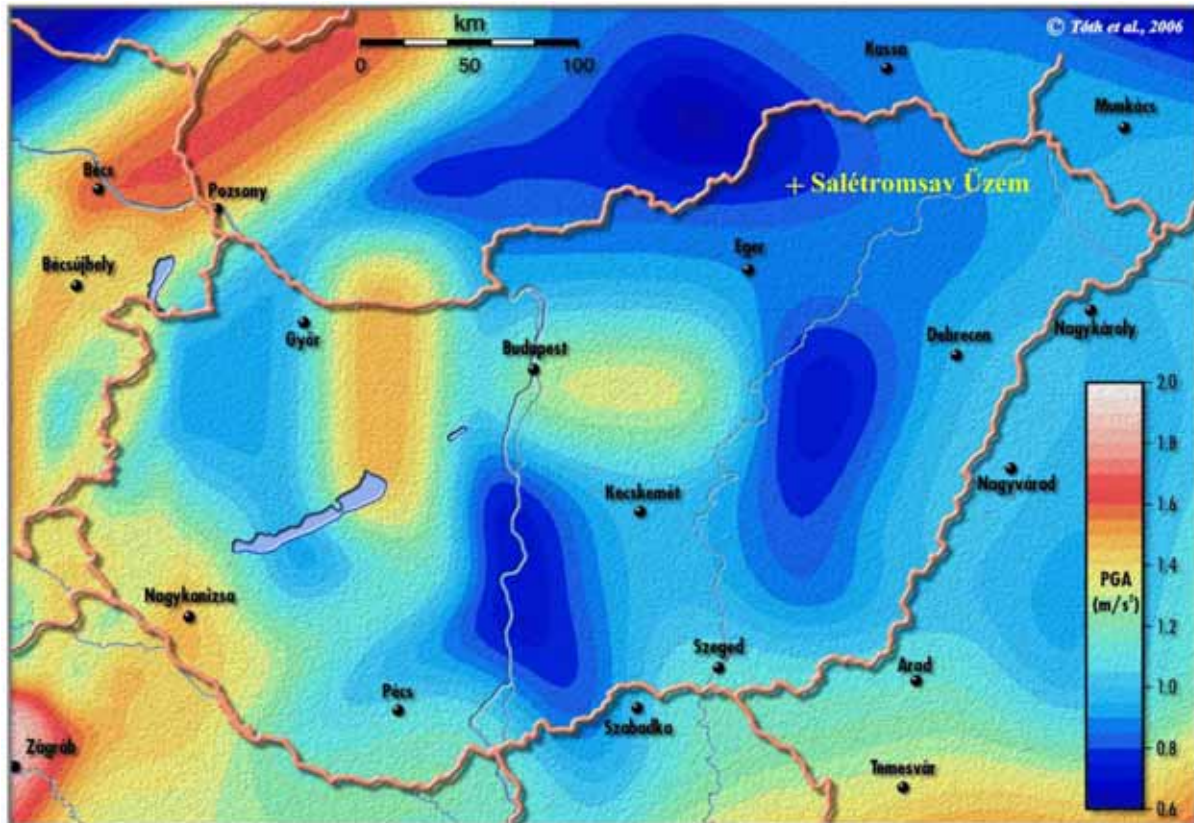 km
0 50 100
© Tóth et al., 2006
Kassa
Munkács
Bécs
Pozsony
+ Salétromsav Űzem
Eger
Bécsújhely
Győr
Budapest
Debrecen
Nagykároly
Kecskemét
Nagyvárad
Nagykanizsa
Szeged
Arad
Pécs
Szabadka
Zágráb
Temesvár
2.0
1.8
1.6
1.4
PGA
(m/s²)
1.2
1.0
0.8
0.6